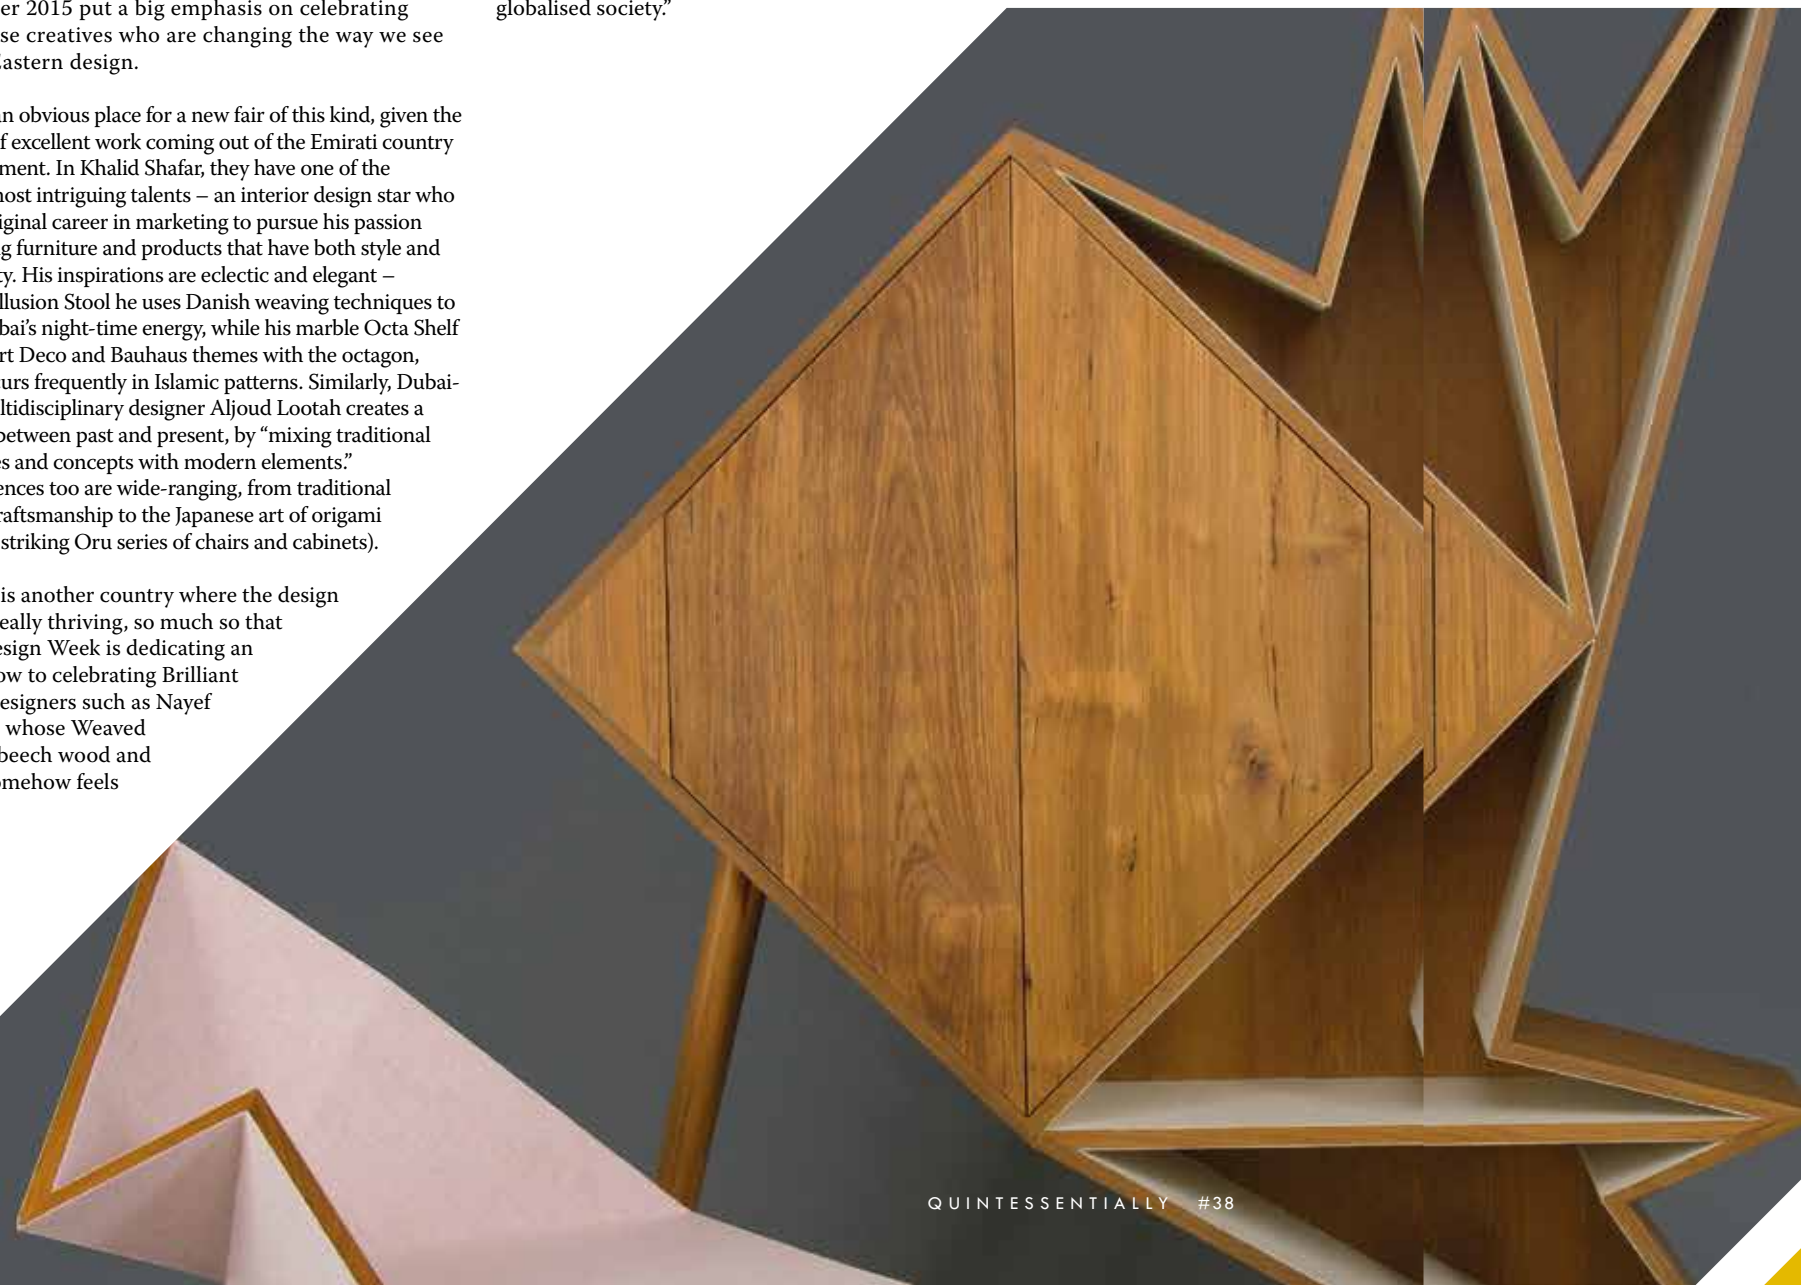 er 2015 put a big emphasis on celebrating
se creatives who are changing the way we see
Eastern design.
n obvious place for a new fair of this kind, given the
f excellent work coming out of the Emirati country
ment. In Khalid Shafar, they have one of the
most intriguing talents – an interior design star who
iginal career in marketing to pursue his passion
g furniture and products that have both style and
ty. His inspirations are eclectic and elegant –
llusion Stool he uses Danish weaving techniques to
bai’s night-time energy, while his marble Octa Shelf
rt Deco and Bauhaus themes with the octagon,
urs frequently in Islamic patterns. Similarly, Dubai-
ltidisciplinary designer Aljoud Lootah creates a
between past and present, by “mixing traditional
es and concepts with modern elements.”
ences too are wide-ranging, from traditional
raftsmanship to the Japanese art of origami
striking Oru series of chairs and cabinets).
is another country where the design
eally thriving, so much so that
esign Week is dedicating an
ow to celebrating Brilliant
esigners such as Nayef
whose Weaved
beech wood and
omehow feels
globalised society.”
QUINTESSENTIALLY #38